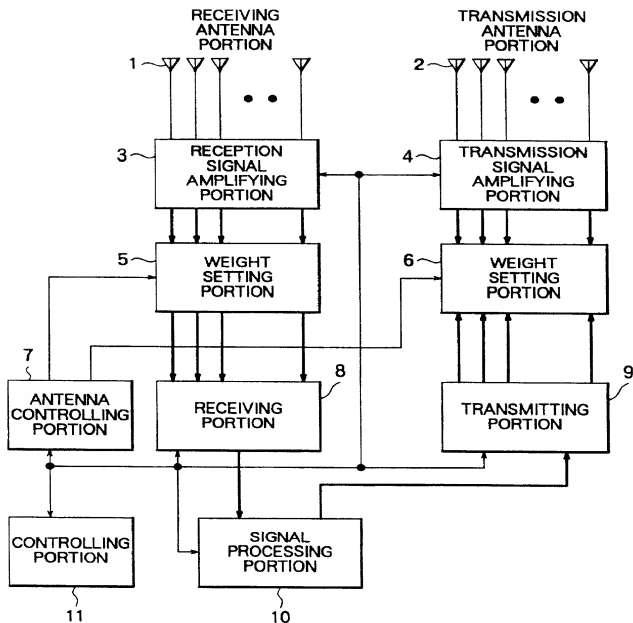 RECEIVING
ANTENNA
PORTION
TRANSMISSION
ANTENNA
PORTION
1
2
3
RECEPTION
SIGNAL
AMPLIFYING
PORTION
4
TRANSMISSION
SIGNAL
AMPLIFYING
PORTION
5
WEIGHT
SETTING
PORTION
6
WEIGHT
SETTING
PORTION
7
ANTENNA
CONTROLLING
PORTION
8
RECEIVING
PORTION
9
TRANSMITTING
PORTION
CONTROLLING
PORTION
11
SIGNAL
PROCESSING
PORTION
10